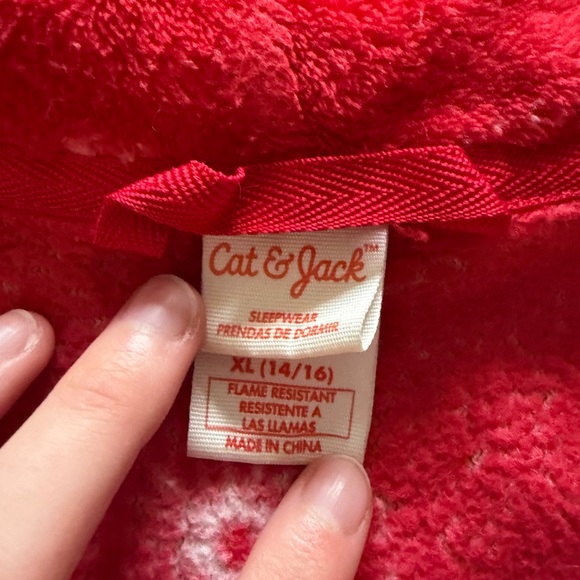 Cat & Jack™
SLEEPWEAR
PRENDAS DE DORMIR
XL (14/16)
FLAME RESISTANT
RESISTENTE A
LAS LLAMAS
MADE IN CHINA